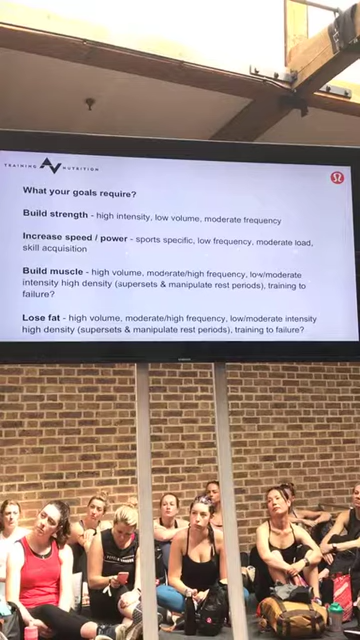 TRAINING AV NUTRITION
What your goals require?
Build strength - high intensity, low volume, moderate frequency
Increase speed / power - sports specific, low frequency, moderate load,
skill acquisition
Build muscle - high volume, moderate/high frequency, low/moderate
intensity high density (supersets & manipulate rest periods), training to
failure?
Lose fat - high volume, moderate/high frequency, low/moderate intensity
high density (supersets & manipulate rest periods), training to failure?
SAMSUNG